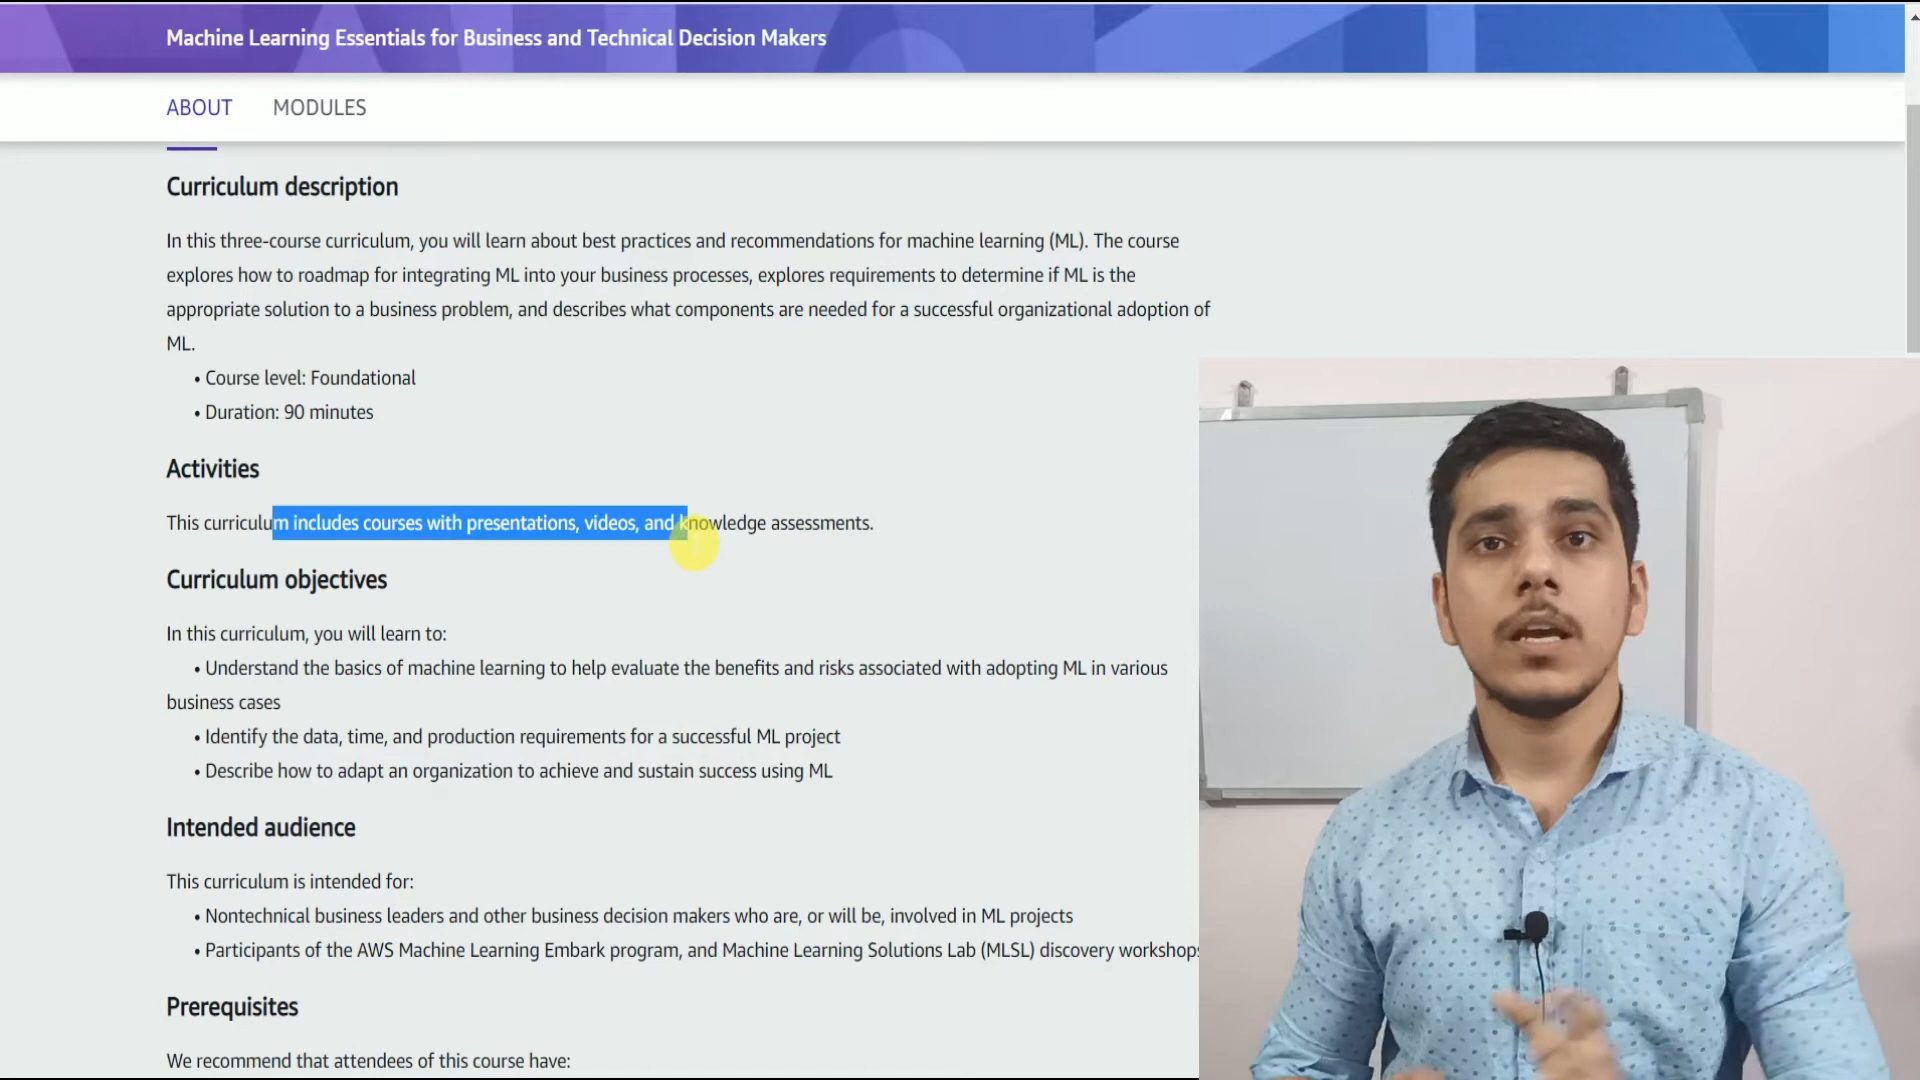 Machine Learning Essentials for Business and Technical Decision Makers
ABOUT
MODULES
Curriculum description
In this three-course curriculum, you will learn about best practices and recommendations for machine learning (ML). The course
explores how to roadmap for integrating ML into your business processes, explores requirements to determine if ML is the
appropriate solution to a business problem, and describes what components are needed for a successful organizational adoption of
ML.
• Course level: Foundational
• Duration: 90 minutes
Activities
This curriculum includes courses with presentations, videos, and knowledge assessments.
Curriculum objectives
In this curriculum, you will learn to:
• Understand the basics of machine learning to help evaluate the benefits and risks associated with adopting ML in various
business cases
• Identify the data, time, and production requirements for a successful ML project
• Describe how to adapt an organization to achieve and sustain success using ML
Intended audience
This curriculum is intended for:
• Nontechnical business leaders and other business decision makers who are, or will be, involved in ML projects
• Participants of the AWS Machine Learning Embark program, and Machine Learning Solutions Lab (MLSL) discovery workshops
Prerequisites
We recommend that attendees of this course have: